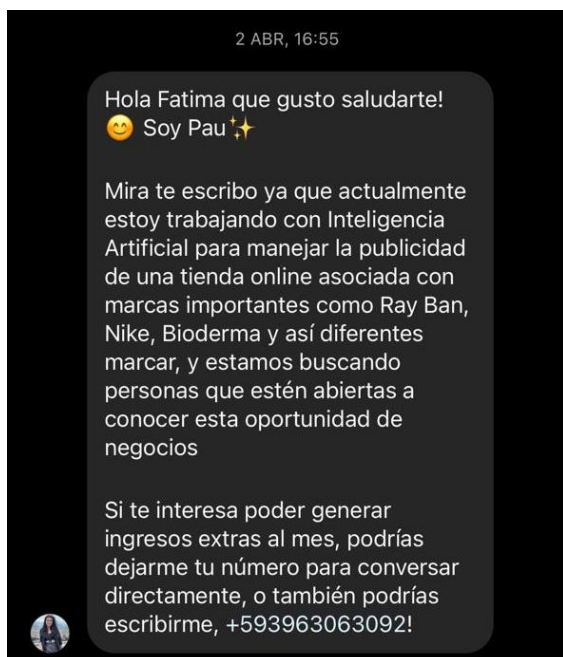 2 ABR, 16:55
Hola Fatima que gusto saludarte!
😊 Soy Pau✨
Mira te escribo ya que actualmente
estoy trabajando con Inteligencia
Artificial para manejar la publicidad
de una tienda online asociada con
marcas importantes como Ray Ban,
Nike, Bioderma y así diferentes
marcar, y estamos buscando
personas que estén abiertas a
conocer esta oportunidad de
negocios
Si te interesa poder generar
ingresos extras al mes, podrías
dejarme tu número para conversar
directamente, o también podrías
escribirme, +593963063092!